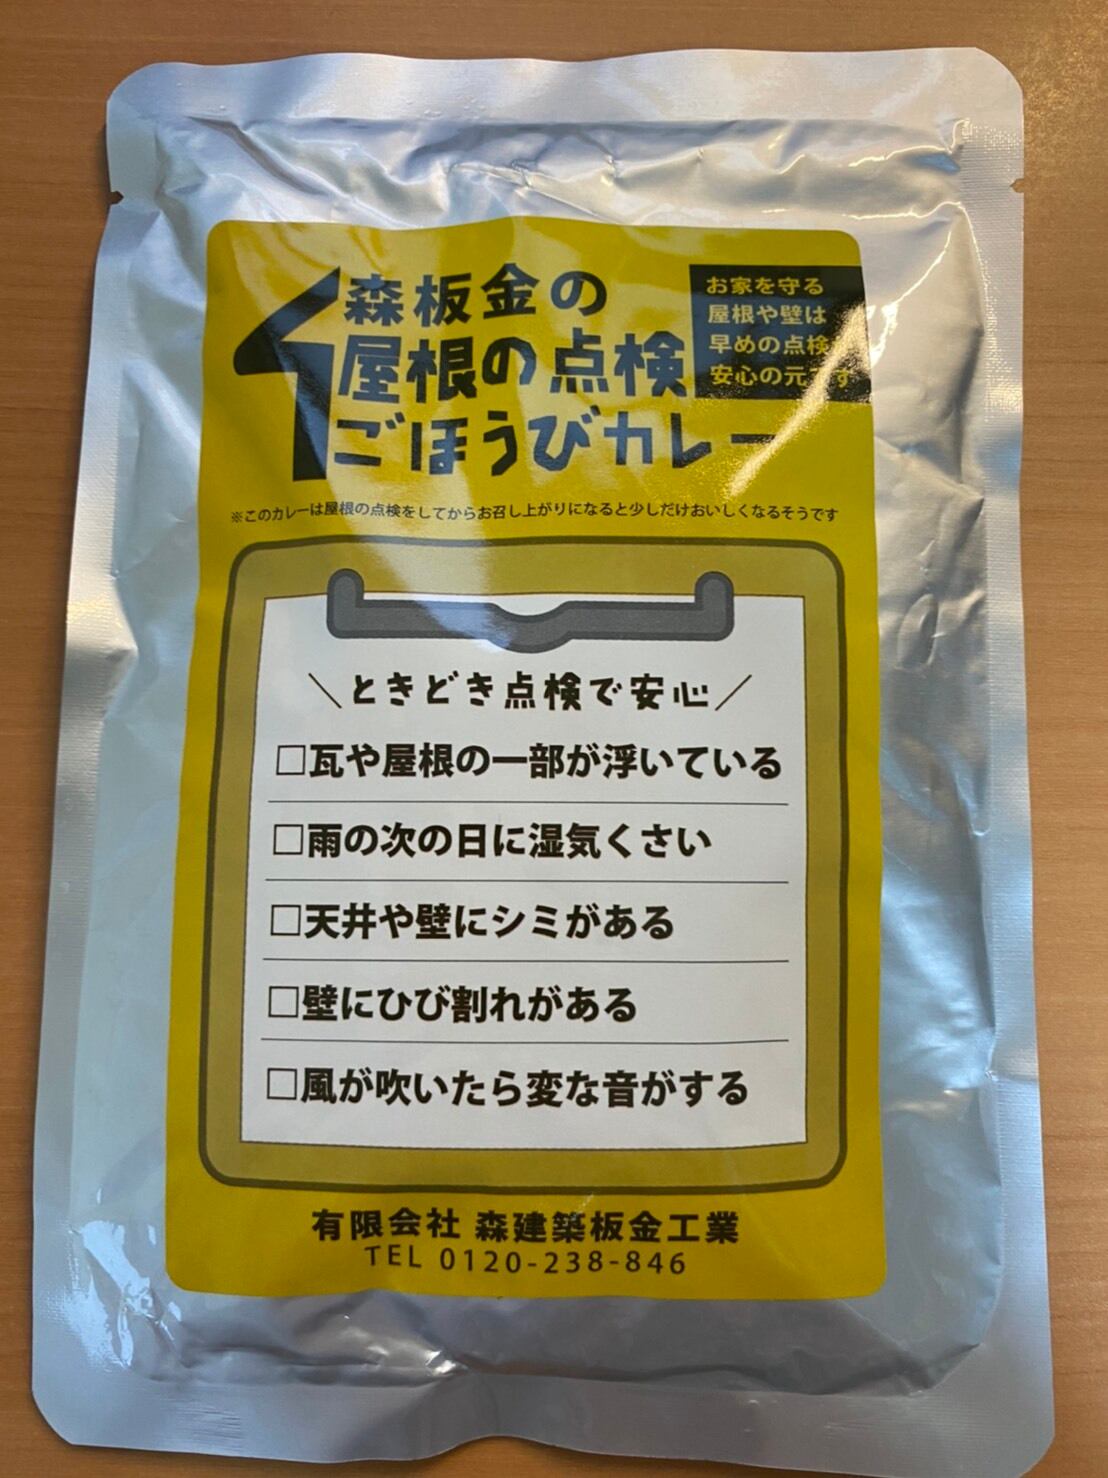 森板金の
屋根の点検
ごほうびカレー
お家を守る
屋根や壁は
早めの点検が
安心の元です
※このカレーは屋根の点検をしてからお召し上がりになると少しだけおいしくなるそうです
＼ときどき点検で安心／
□瓦や屋根の一部が浮いている
□雨の次の日に湿気くさい
□天井や壁にシミがある
□壁にひび割れがある
□風が吹いたら変な音がする
有限会社 森建築板金工業
TEL 0120-238-846